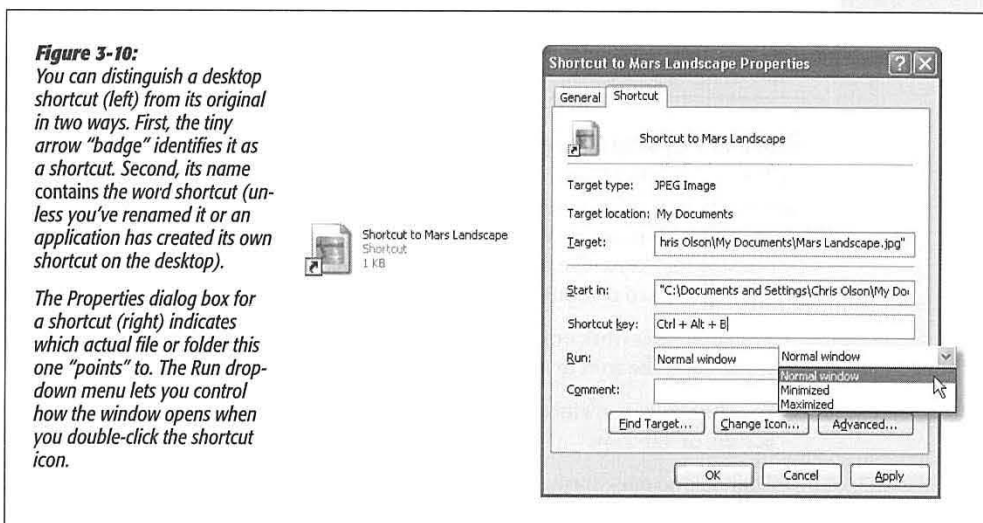 Figure 3-10:
You can distinguish a desktop
shortcut (left) from its original
in two ways. First, the tiny
arrow "badge" identifies it as
a shortcut. Second, its name
contains the word shortcut (un-
less you've renamed it or an
application has created its own
shortcut on the desktop).
The Properties dialog box for
a shortcut (right) indicates
which actual file or folder this
one "points" to. The Run drop-
down menu lets you control
how the window opens when
you double-click the shortcut
icon.
Shortcut to Mars Landscape
Shortcut
1 KB
Shortcut to Mars Landscape Properties
General Shortcut
Shortcut to Mars Landscape
Target type: JPEG Image
Target location: My Documents
Target: hris Olson\My Documents\Mars Landscape.jpg"
Start in: "C:\Documents and Settings\Chris Olson\My Do
Shortcut key: Ctrl + Alt + B
Run: Normal window Normal window
Normal window
Minimized
Maximized
Comment:
Find Target... Change Icon... Advanced...
OK Cancel Apply